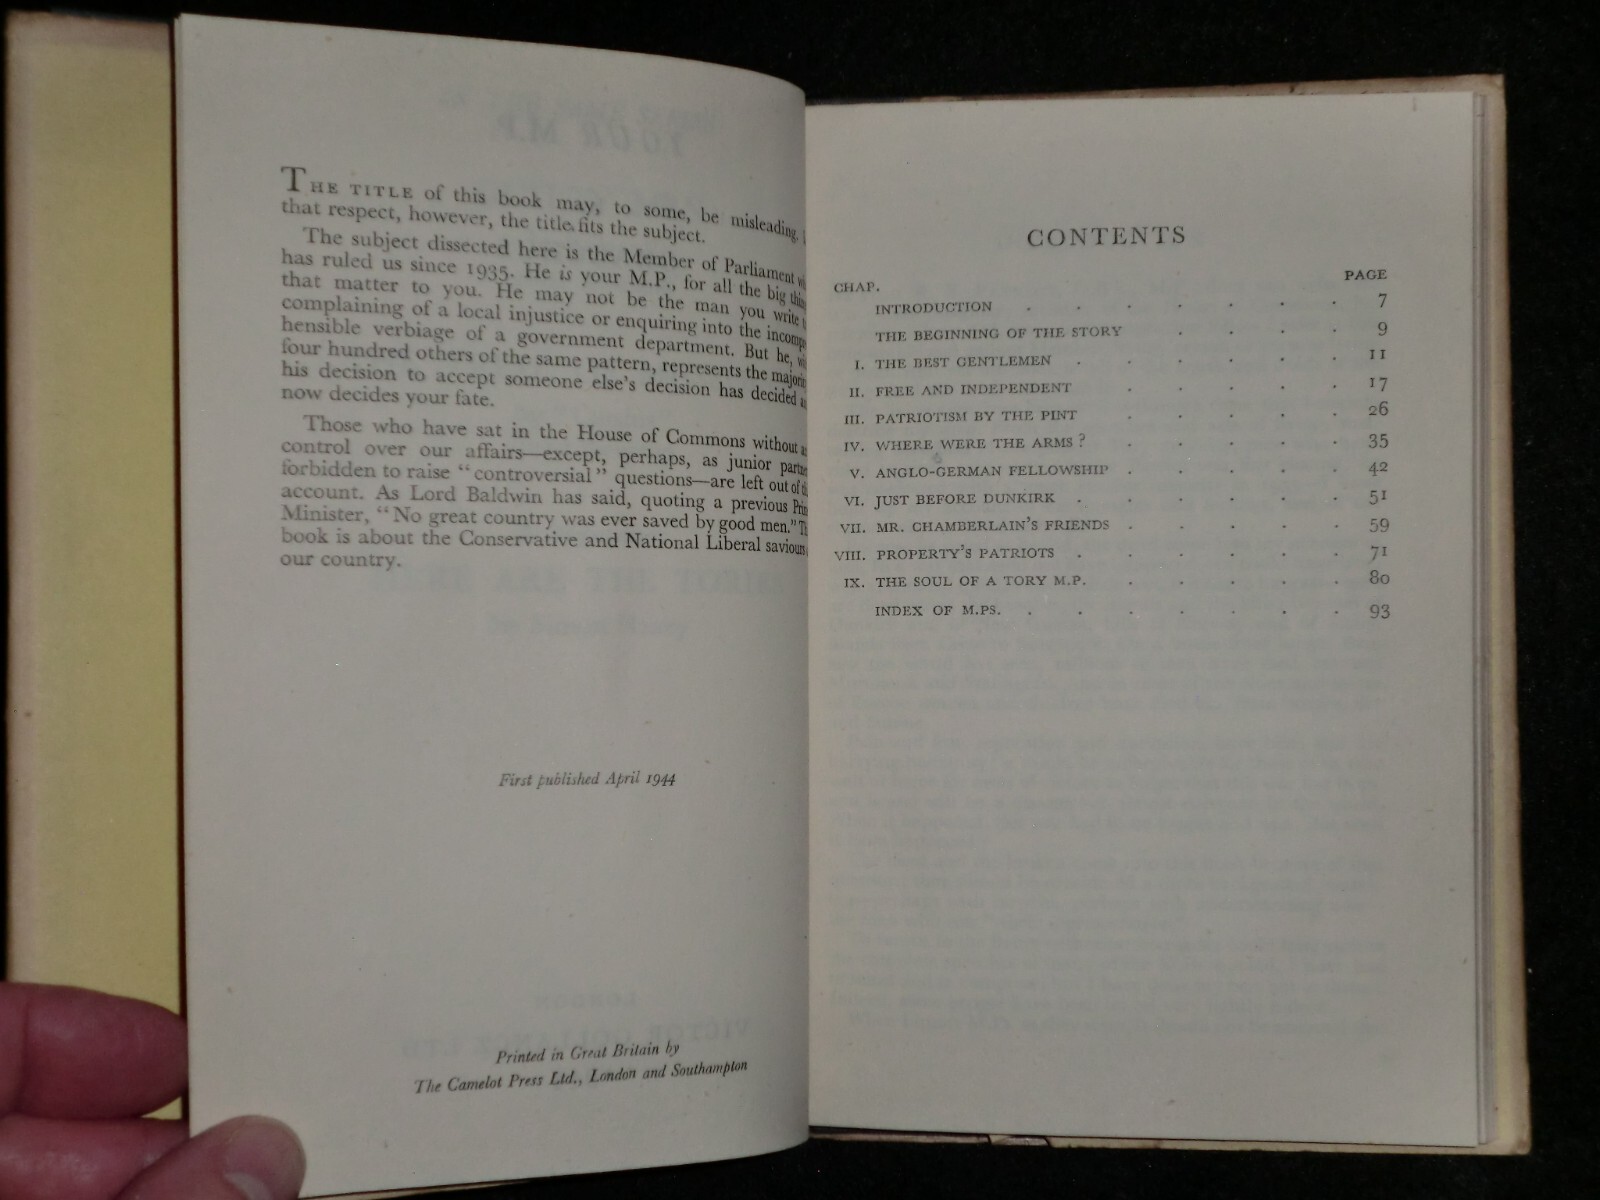 THE TITLE of this book may, to some, be misleading.
that respect, however, the title fits the subject.
The subject dissected here is the Member of Parliament
has ruled us since 1935. He is your M.P., for all the big
that matter to you. He may not be the man you write
complaining of a local injustice or enquiring into the incompre
hensible verbiage of a government department. But he,
four hundred others of the same pattern, represents the
his decision to accept someone else's decision has decided
now decides your fate.
Those who have sat in the House of Commons without
control over our affairs—except, perhaps, as junior
forbidden to raise "controversial" questions—are left out of
account. As Lord Baldwin has said, quoting a previous
Minister, "No great country was ever saved by good men."
book is about the Conservative and National Liberal saviours
our country.
First published April 1944
Printed in Great Britain by
The Camelot Press Ltd., London and Southampton
CONTENTS
CHAP. PAGE
INTRODUCTION . . . . . . . 7
THE BEGINNING OF THE STORY . . . . 9
I. THE BEST GENTLEMEN . . . . . . 11
II. FREE AND INDEPENDENT . . . . . 17
III. PATRIOTISM BY THE PINT . . . . . 26
IV. WHERE WERE THE ARMS ? . . . . . 35
V. ANGLO-GERMAN FELLOWSHIP . . . . . 42
VI. JUST BEFORE DUNKIRK . . . . . . 51
VII. MR. CHAMBERLAIN'S FRIENDS . . . . . 59
VIII. PROPERTY'S PATRIOTS . . . . . . 71
IX. THE SOUL OF A TORY M.P. . . . . . 80
INDEX OF M.PS. . . . . . . . 93